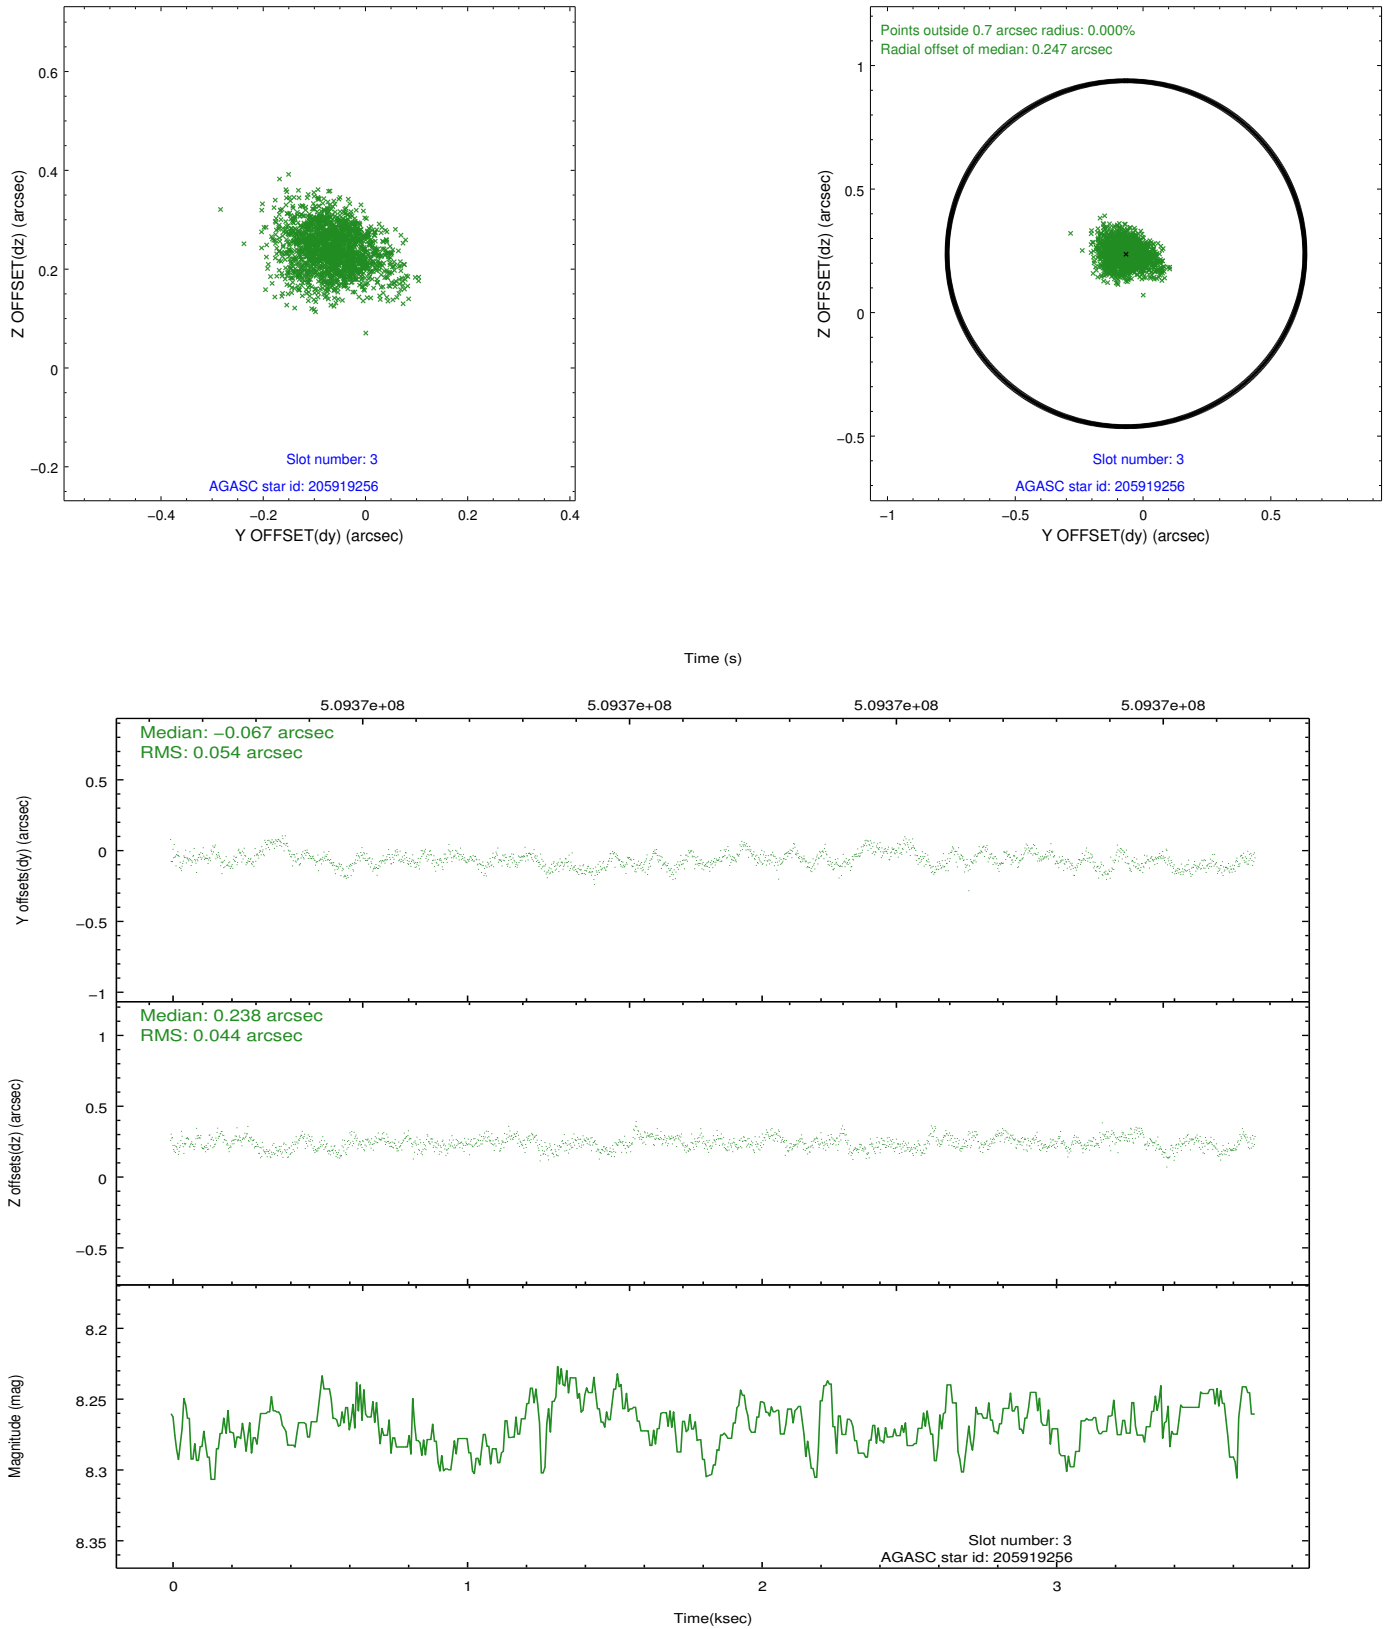 0.6
0.4
0.2
0
−0.2
Z OFFSET(dz) (arcsec)
Slot number: 3
AGASC star id: 205919256
−0.4
−0.2
0
0.2
0.4
Y OFFSET(dy) (arcsec)
Points outside 0.7 arcsec radius: 0.000%
Radial offset of median: 0.247 arcsec
1
0.5
0
−0.5
Z OFFSET(dz) (arcsec)
Slot number: 3
AGASC star id: 205919256
−1
−0.5
0
0.5
Y OFFSET(dy) (arcsec)
Time (s)
5.0937e+08
5.0937e+08
5.0937e+08
5.0937e+08
Median: −0.067 arcsec
RMS: 0.054 arcsec
0.5
0
−0.5
−1
Y offsets(dy) (arcsec)
Median: 0.238 arcsec
RMS: 0.044 arcsec
1
0.5
0
−0.5
Z offsets(dz) (arcsec)
8.2
8.25
8.3
8.35
Magnitude (mag)
Slot number: 3
AGASC star id: 205919256
0
1
2
3
Time(ksec)